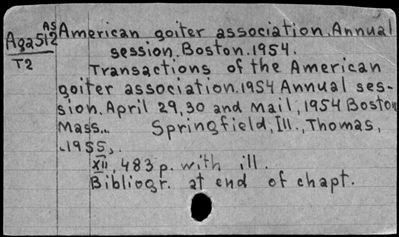 AS
Aga512
T2
American goiter association. Annual
session. Boston. 1954.
Transactions of the American
goiter association. 1954 Annual ses-
sion. April 29,30 and mail, 1954 Boston
Mass.. Springfield, Ill., Thomas,
.1955,.
XII, 483 p. with ill.
Bibliogr. at end of chapt.